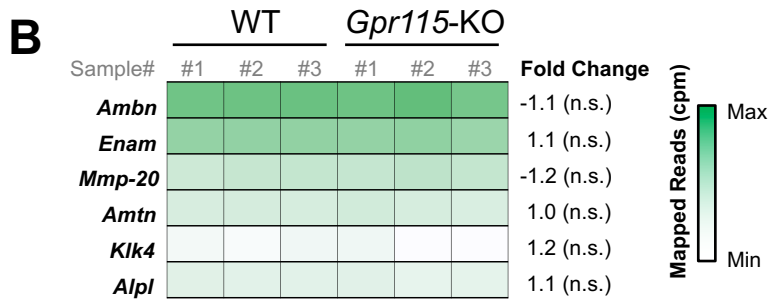 B
WT Gpr115-KO
Sample# #1 #2 #3 #1 #2 #3 Fold Change
Ambn -1.1 (n.s.)
Enam 1.1 (n.s.)
Mmp-20 -1.2 (n.s.)
Amtn 1.0 (n.s.)
Klk4 1.2 (n.s.)
Alpl 1.1 (n.s.)
Mapped Reads (cpm)
Max
Min